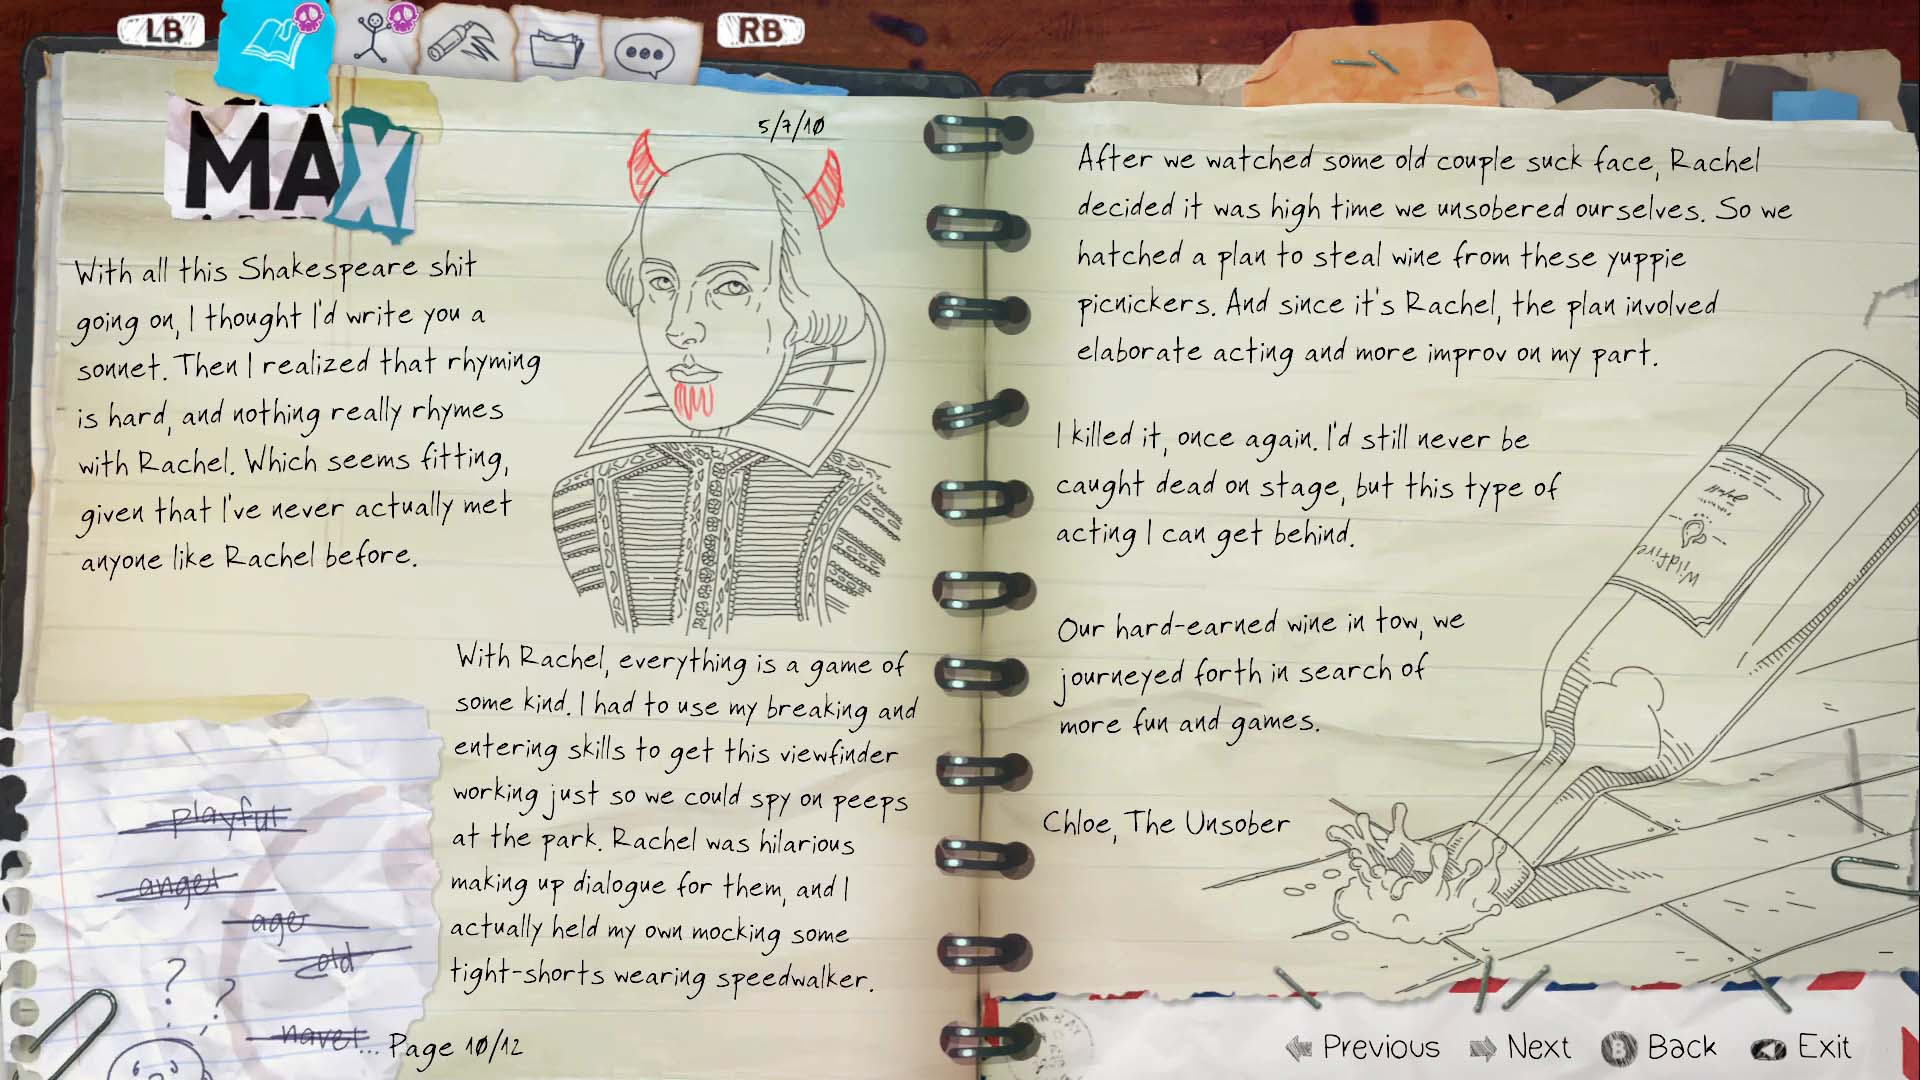 LB
RB
MAX
5/7/10
With all this Shakespeare shit
going on, I thought I'd write you a
sonnet. Then I realized that rhyming
is hard, and nothing really rhymes
with Rachel. Which seems fitting,
given that I've never actually met
anyone like Rachel before.
With Rachel, everything is a game of
some kind. I had to use my breaking and
entering skills to get this viewfinder
working just so we could spy on peeps
at the park. Rachel was hilarious
making up dialogue for them, and I
actually held my own mocking some
tight-shorts wearing speedwalker.
playful
angel
age
old
? ?
navel...
Page 10/12
After we watched some old couple suck face, Rachel
decided it was high time we unsobered ourselves. So we
hatched a plan to steal wine from these yuppie
picnickers. And since it's Rachel, the plan involved
elaborate acting and more improv on my part.
I killed it, once again. I'd still never be
caught dead on stage, but this type of
acting I can get behind.
Our hard-earned wine in tow, we
journeyed forth in search of
more fun and games.
Chloe, The Unsober
Wildfire
Previous
Next
B Back
Exit